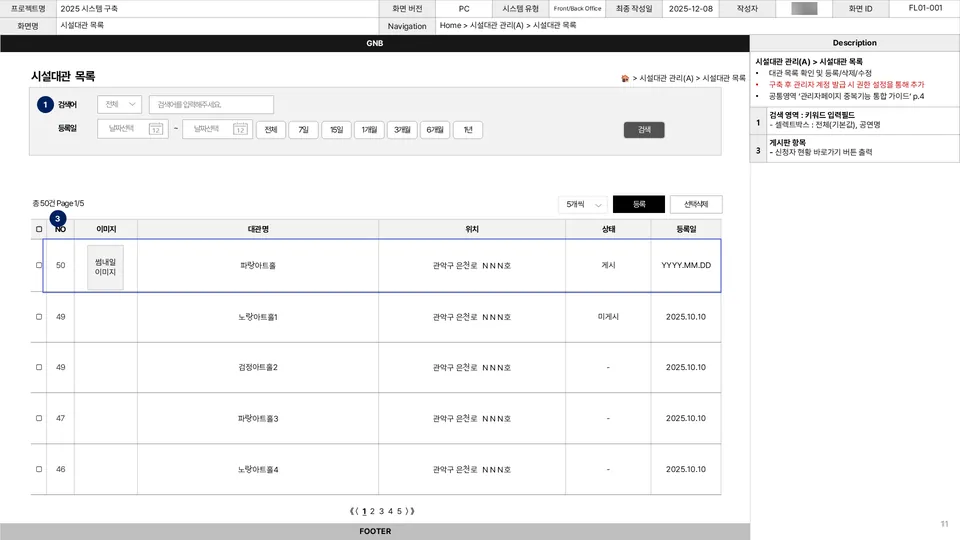 프로젝트명 2025 시스템 구축 화면 버전 PC 시스템 유형 Front/Back Office 최종 작성일 2025-12-08 작성자 화면 ID FL01-001
화면명 시설대관 목록 Navigation Home > 시설대관 관리(A) > 시설대관 목록
GNB
Description
시설대관 목록
> 시설대관 관리(A) > 시설대관 목록
1 검색어 전체 검색어를 입력해주세요.
등록일 날짜선택 12 ~ 날짜선택 12 전체 7일 15일 1개월 3개월 6개월 1년 검색
총 50건 Page 1/5 5개씩 등록 선택삭제
3
NO 이미지 대관명 위치 상태 등록일
50 썸내일 이미지 파랑아트홀 관악구 은천로 N N N호 게시 YYYY.MM.DD
49 노랑아트홀1 관악구 은천로 N N N호 미게시 2025.10.10
49 검정아트홀2 관악구 은천로 N N N호 - 2025.10.10
47 파랑아트홀3 관악구 은천로 N N N호 - 2025.10.10
46 노랑아트홀4 관악구 은천로 N N N호 - 2025.10.10
《〈 1 2 3 4 5 〉》
FOOTER
시설대관 관리(A) > 시설대관 목록
• 대관 목록 확인 및 등록/삭제/수정
• 구축 후 관리자 계정 발급 시 권한 설정을 통해 추가
• 공통영역 '관리자페이지 중복기능 통합 가이드' p.4
1 검색 영역 : 키워드 입력필드
- 셀렉트박스 : 전체(기본값), 공연명
3 게시판 항목
- 신청자 현황 바로가기 버튼 출력
11